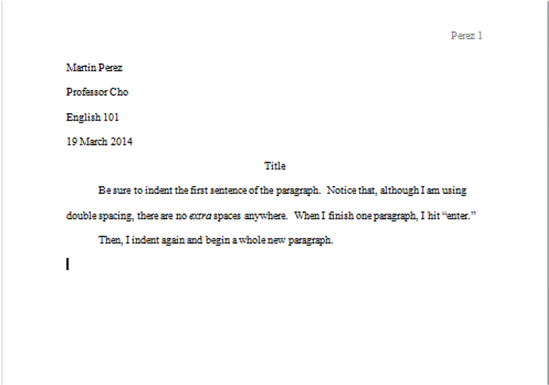 Perez 1
Martin Perez
Professor Cho
English 101
19 March 2014
Title
Be sure to indent the first sentence of the paragraph.  Notice that, although I am using
double spacing, there are no extra spaces anywhere.  When I finish one paragraph, I hit “enter.”
Then, I indent again and begin a whole new paragraph.